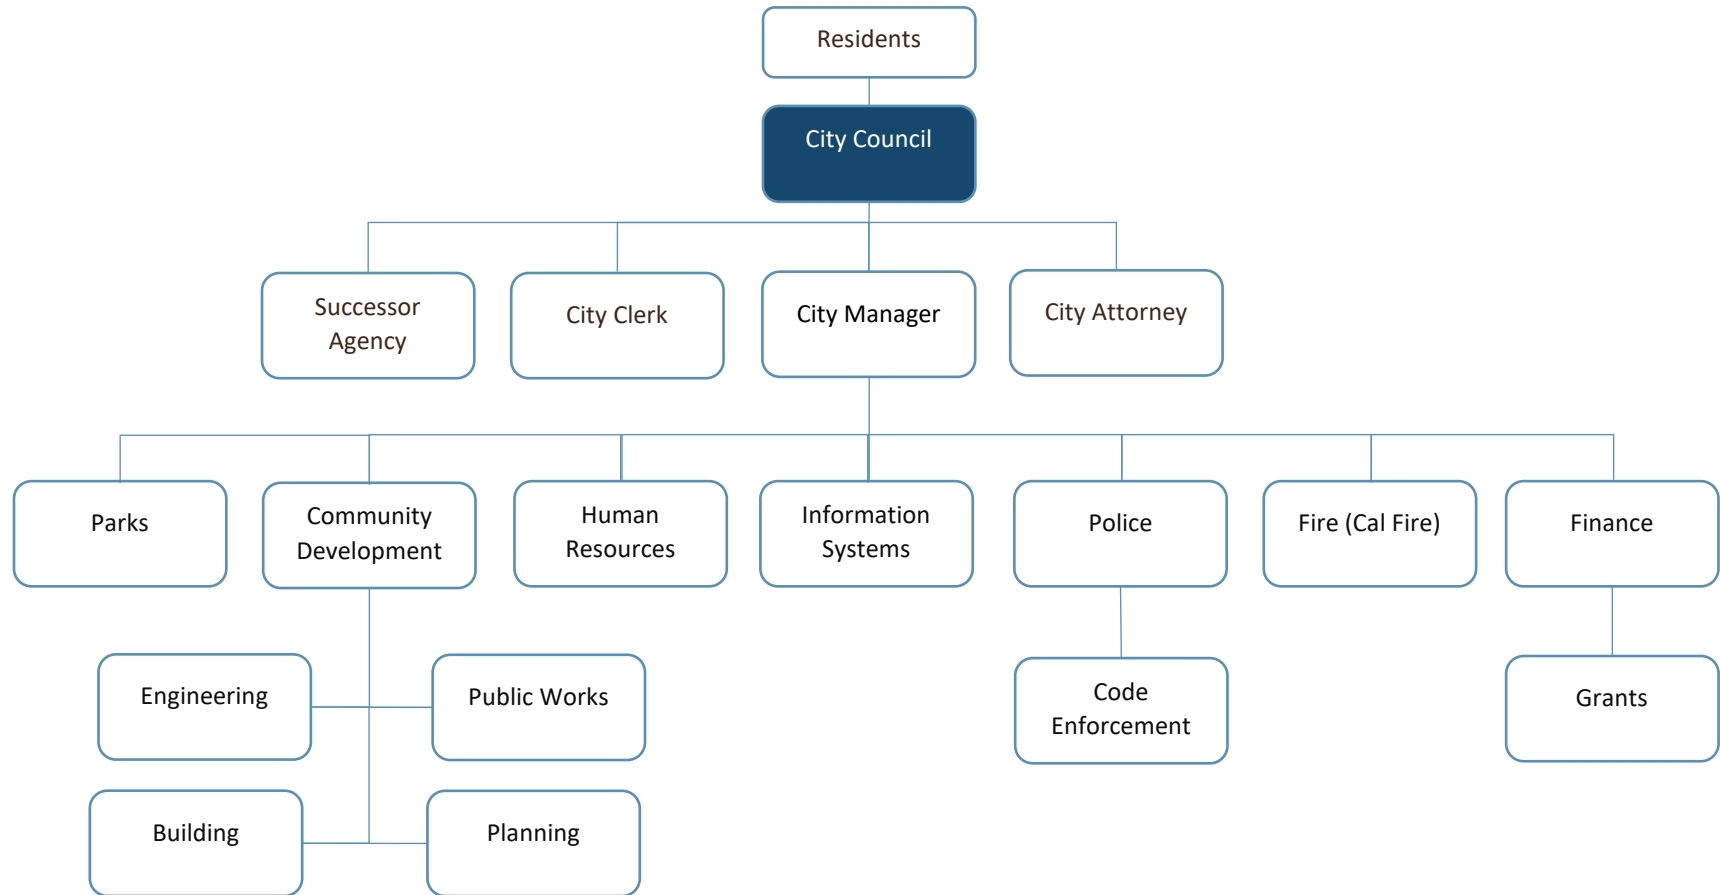 Residents
City Council
Successor
Agency
City Clerk
City Manager
City Attorney
Parks
Community
Development
Human
Resources
Information
Systems
Police
Fire (Cal Fire)
Finance
Engineering
Public Works
Code
Enforcement
Grants
Building
Planning